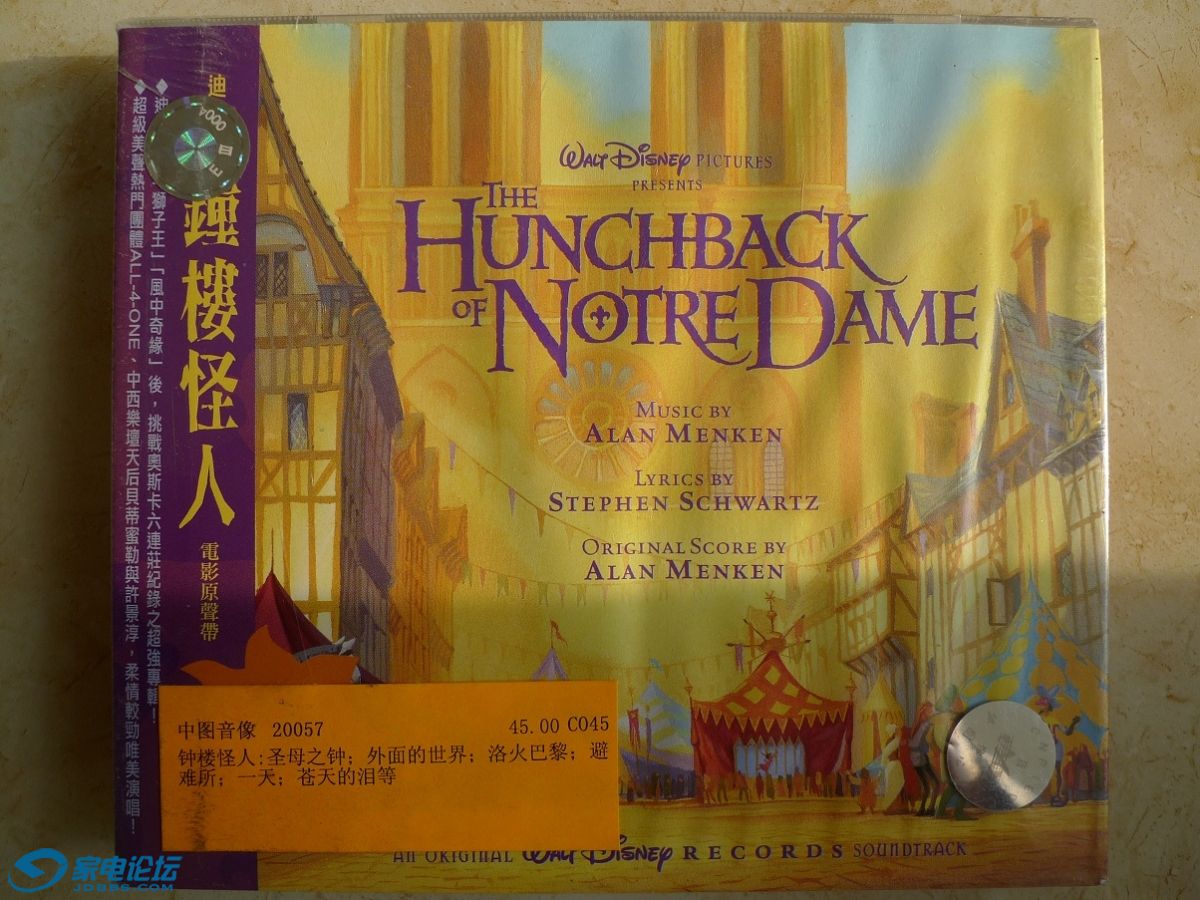 迪
鐘樓怪人
電影原聲帶
◆迪
獅子王」「風中奇緣」後，挑戰奧斯卡六連莊紀錄之超強專輯！
◆超級美聲熱門團體ALL-4-ONE、中西樂壇天后貝蒂蜜勒與許景淳，柔情較勁唯美演唱！
0004
WALT DISNEY PICTURES
PRESENTS
THE
HUNCHBACK
OF NOTRE DAME
MUSIC BY
ALAN MENKEN
LYRICS BY
STEPHEN SCHWARTZ
ORIGINAL SCORE BY
ALAN MENKEN
中图音像 20057 45.00 C045
钟楼怪人:圣母之钟；外面的世界；洛火巴黎；避
难所；一天；苍天的泪等
AN ORIGINAL WALT DISNEY RECORDS SOUNDTRACK
家电论坛
JDBBS.COM